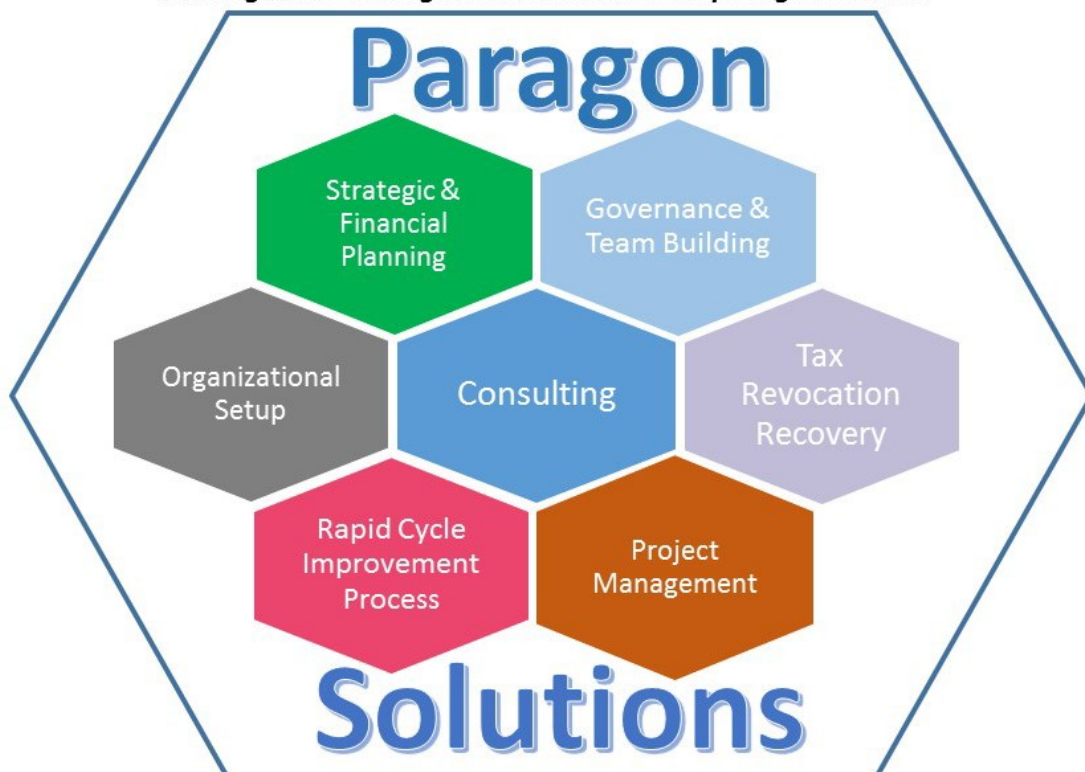 Paragon
Strategic &
Financial
Planning
Governance &
Team Building
Organizational
Setup
Consulting
Tax
Revocation
Recovery
Rapid Cycle
Improvement
Process
Project
Management
Solutions